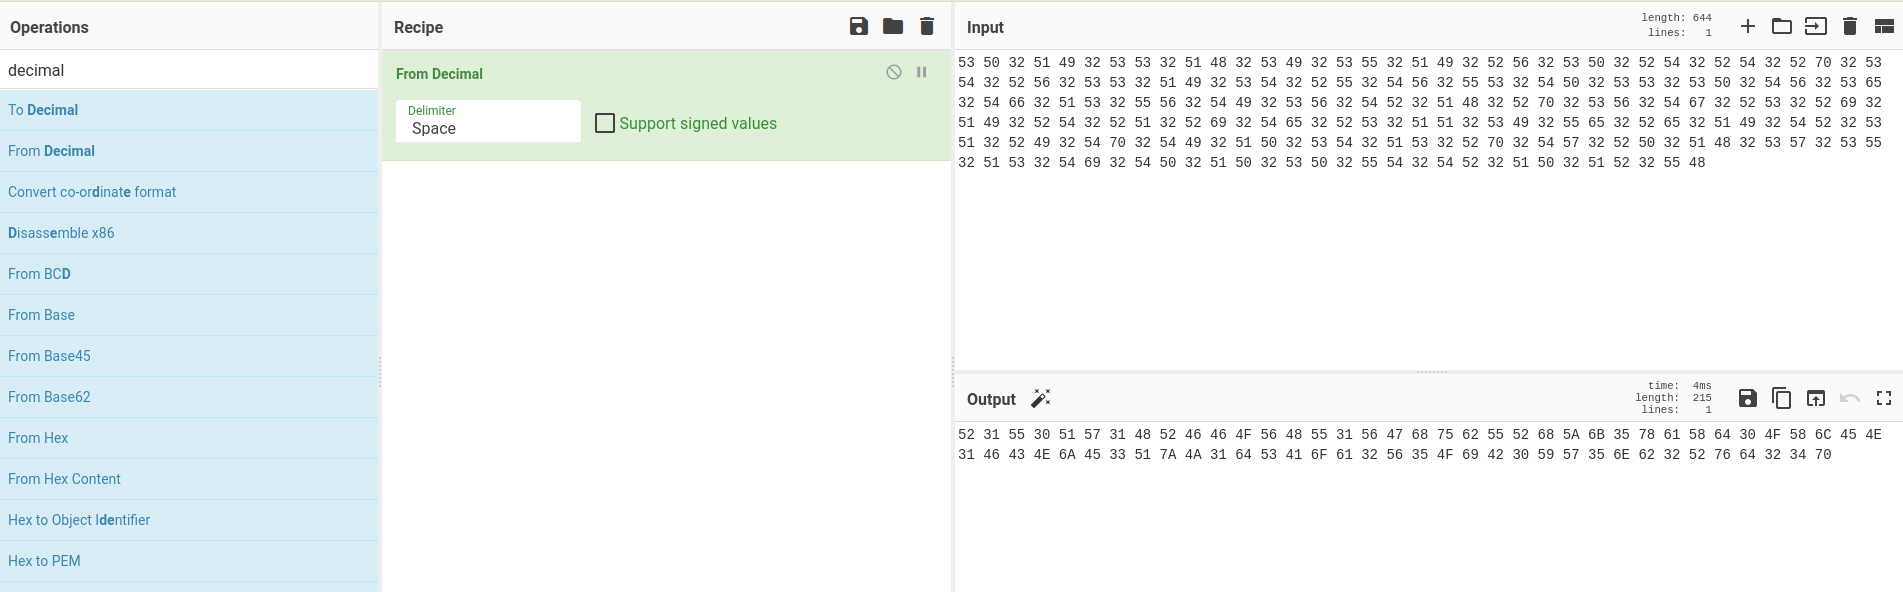 Operations
decimal
To Decimal
From Decimal
Convert co-ordinate format
Disassemble x86
From BCD
From Base
From Base45
From Base62
From Hex
From Hex Content
Hex to Object Identifier
Hex to PEM
Recipe
From Decimal
Delimiter
Space
Support signed values
Input
length: 644
lines: 1
53 50 32 51 49 32 53 53 32 51 48 32 53 49 32 53 55 32 51 49 32 52 56 32 53 50 32 52 54 32 52 54 32 52 70 32 53
54 32 52 56 32 53 53 32 51 49 32 53 54 32 52 55 32 54 56 32 55 53 32 54 50 32 53 53 32 53 50 32 54 56 32 53 65
32 54 66 32 51 53 32 55 56 32 54 49 32 53 56 32 54 52 32 51 48 32 52 70 32 53 56 32 54 67 32 52 53 32 52 69 32
51 49 32 52 54 32 52 51 32 52 69 32 54 65 32 52 53 32 51 51 32 53 49 32 55 65 32 52 65 32 51 49 32 54 52 32 53
51 32 52 49 32 54 70 32 54 49 32 51 50 32 53 54 32 51 53 32 52 70 32 54 57 32 52 50 32 51 48 32 53 57 32 53 55
32 51 53 32 54 69 32 54 50 32 51 50 32 53 50 32 55 54 32 54 52 32 51 50 32 51 52 32 55 48
Output
time: 4ms
length: 215
lines: 1
52 31 55 30 51 57 31 48 52 46 46 4F 56 48 55 31 56 47 68 75 62 55 52 68 5A 6B 35 78 61 58 64 30 4F 58 6C 45 4E
31 46 43 4E 6A 45 33 51 7A 4A 31 64 53 41 6F 61 32 56 35 4F 69 42 30 59 57 35 6E 62 32 52 76 64 32 34 70